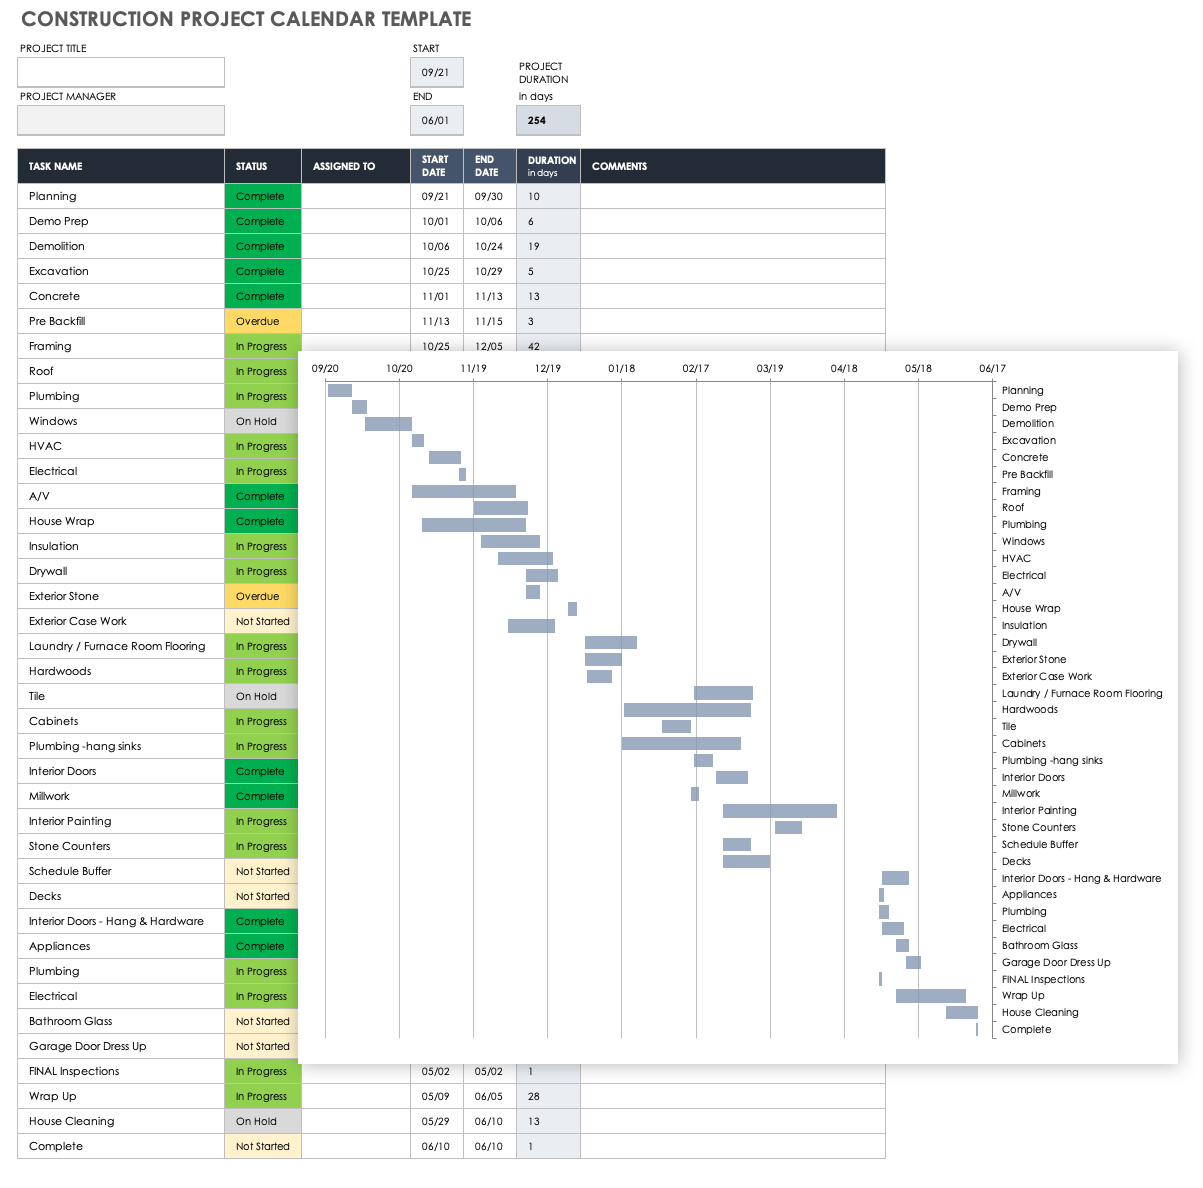 CONSTRUCTION PROJECT CALENDAR TEMPLATE
PROJECT TITLE
START
09/21
PROJECT
DURATION
PROJECT MANAGER
END
in days
06/01
254
TASK NAME STATUS ASSIGNED TO START DATE END DATE DURATION in days COMMENTS
Planning Complete 09/21 09/30 10
Demo Prep Complete 10/01 10/06 6
Demolition Complete 10/06 10/24 19
Excavation Complete 10/25 10/29 5
Concrete Complete 11/01 11/13 13
Pre Backfill Overdue 11/13 11/15 3
Framing In Progress 10/25 12/05 42
Roof In Progress
Plumbing In Progress
Windows On Hold
HVAC In Progress
Electrical In Progress
A/V Complete
House Wrap Complete
Insulation In Progress
Drywall In Progress
Exterior Stone Overdue
Exterior Case Work Not Started
Laundry / Furnace Room Flooring In Progress
Hardwoods In Progress
Tile On Hold
Cabinets In Progress
Plumbing -hang sinks In Progress
Interior Doors Complete
Millwork Complete
Interior Painting In Progress
Stone Counters In Progress
Schedule Buffer Not Started
Decks Not Started
Interior Doors - Hang & Hardware Complete
Appliances Complete
Plumbing In Progress
Electrical In Progress
Bathroom Glass Not Started
Garage Door Dress Up Not Started
FINAL Inspections In Progress 05/02 05/02 1
Wrap Up In Progress 05/09 06/05 28
House Cleaning On Hold 05/29 06/10 13
Complete Not Started 06/10 06/10 1
09/20 10/20 11/19 12/19 01/18 02/17 03/19 04/18 05/18 06/17
Planning
Demo Prep
Demolition
Excavation
Concrete
Pre Backfill
Framing
Roof
Plumbing
Windows
HVAC
Electrical
A/V
House Wrap
Insulation
Drywall
Exterior Stone
Exterior Case Work
Laundry / Furnace Room Flooring
Hardwoods
Tile
Cabinets
Plumbing -hang sinks
Interior Doors
Millwork
Interior Painting
Stone Counters
Schedule Buffer
Decks
Interior Doors - Hang & Hardware
Appliances
Plumbing
Electrical
Bathroom Glass
Garage Door Dress Up
FINAL Inspections
Wrap Up
House Cleaning
Complete